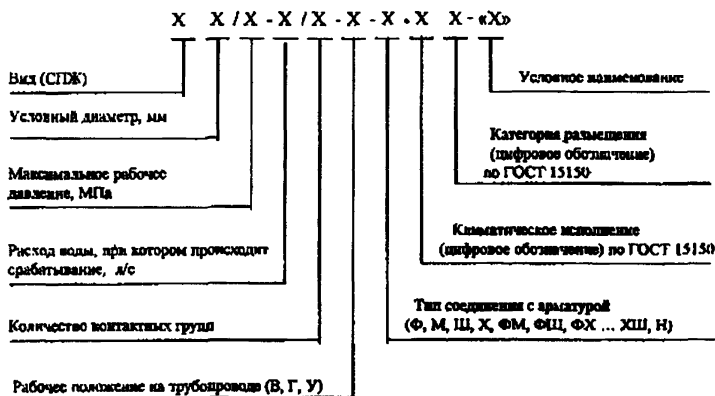 X X / X - X / X - X - X . X X - «X»
Вид (СПЖ)
Условный диаметр, мм
Максимальное рабочее
давление, МПа
Расход воды, при котором происходит
срабатывание, л/с
Количество контактных групп
Рабочее положение на трубопроводе (В, Г, У)
Условное наименование
Категория размещения
(цифровое обозначение)
по ГОСТ 15150
Климатическое исполнение
(цифровое обозначение) по ГОСТ 15150
Тип соединения с арматурой
(Ф, М, Ш, Х, ФМ, ФШ, ФХ ... ХШ, Н)